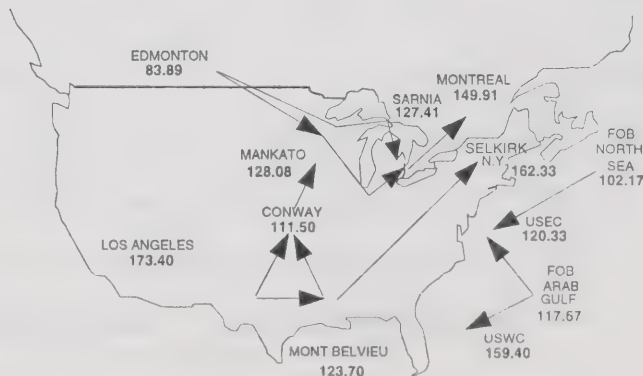 EDMONTON
83.89
MONTREAL
149.91
SARNIA
127.41
FOB
NORTH
SEA
102.17
SELKIRK
N.Y.
162.33
MANKATO
128.08
CONWAY
111.50
USEC
120.33
LOS ANGELES
173.40
FOB
ARAB
GULF
117.67
USWC
159.40
MONT BELVIEU
123.70